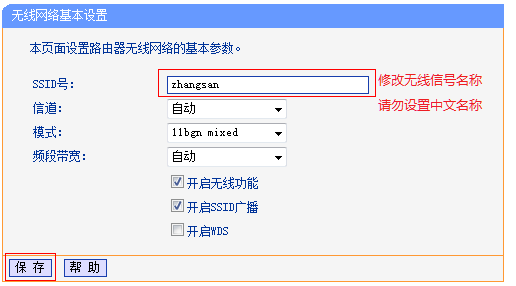 无线网络基本设置
本页面设置路由器无线网络的基本参数。
SSID号： zhangsan 修改无线信号名称
信道： 自动 请勿设置中文名称
模式： 11bgn mixed
频段带宽： 自动
开启无线功能
开启SSID广播
开启WDS
保 存 帮 助